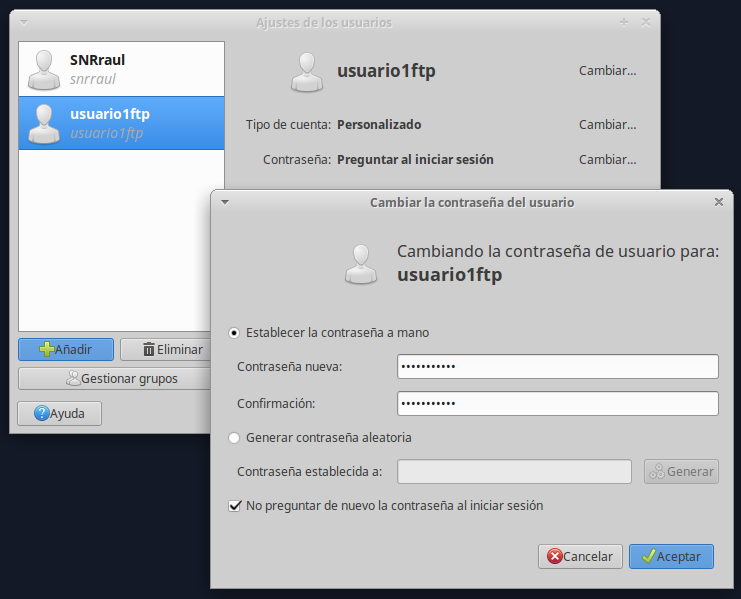 Ajustes de los usuarios
SNRraul
snrraul
usuario1ftp
usuario1ftp
usuario1ftp
Cambiar...
Tipo de cuenta: Personalizado
Cambiar...
Contraseña: Preguntar al iniciar sesión
Cambiar...
Añadir
Eliminar
Gestionar grupos
Ayuda
Cambiar la contraseña del usuario
Cambiando la contraseña de usuario para:
usuario1ftp
Establecer la contraseña a mano
Contraseña nueva: •••••••••••
Confirmación: •••••••••••
Generar contraseña aleatoria
Contraseña establecida a:
Generar
No preguntar de nuevo la contraseña al iniciar sesión
Cancelar
Aceptar